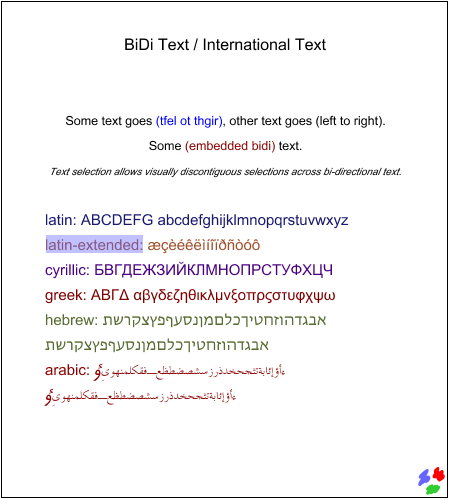 BiDi Text / International Text
Some text goes (tfel ot thgir), other text goes (left to right).
Some (embedded bidi) text.
Text selection allows visually discontiguous selections across bi-directional text.
latin: ABCDEFG abcdefghijklmnopqrstuvwxyz
latin-extended: æçèéêëìíîïðñòóô
cyrillic: БВГДЕЖЗИЙКЛМНОПРСТУФХЦЧ
greek: ΑΒΓΔ αβγδεζηθικλμνξοπρςστυφχψω
hebrew: אבגדהוזחטיךכלםמןנסעףפץצקרשת
אבגדהוזחטיךכלםמןנסעףפץצקרשת
arabic: